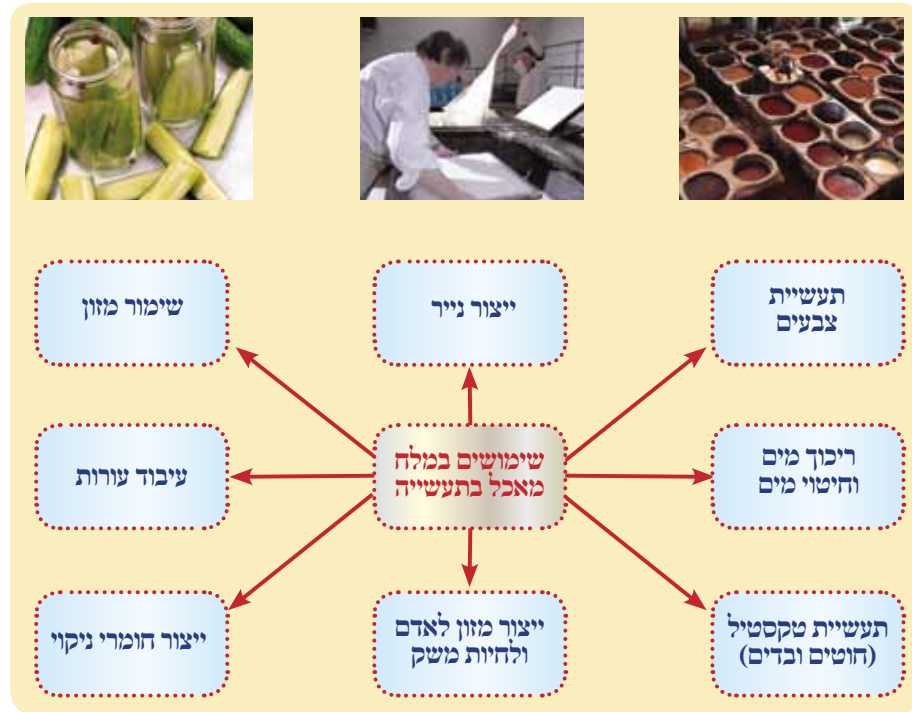 תעשיית
צבעים
ייצור נייר
שימור מזון
ריכוך מים
וחיטוי מים
שימושים במלח
מאכל בתעשייה
עיבוד עורות
תעשיית טקסטיל
(חוטים ובדים)
ייצור מזון לאדם
ולחיות משק
ייצור חומרי ניקוי